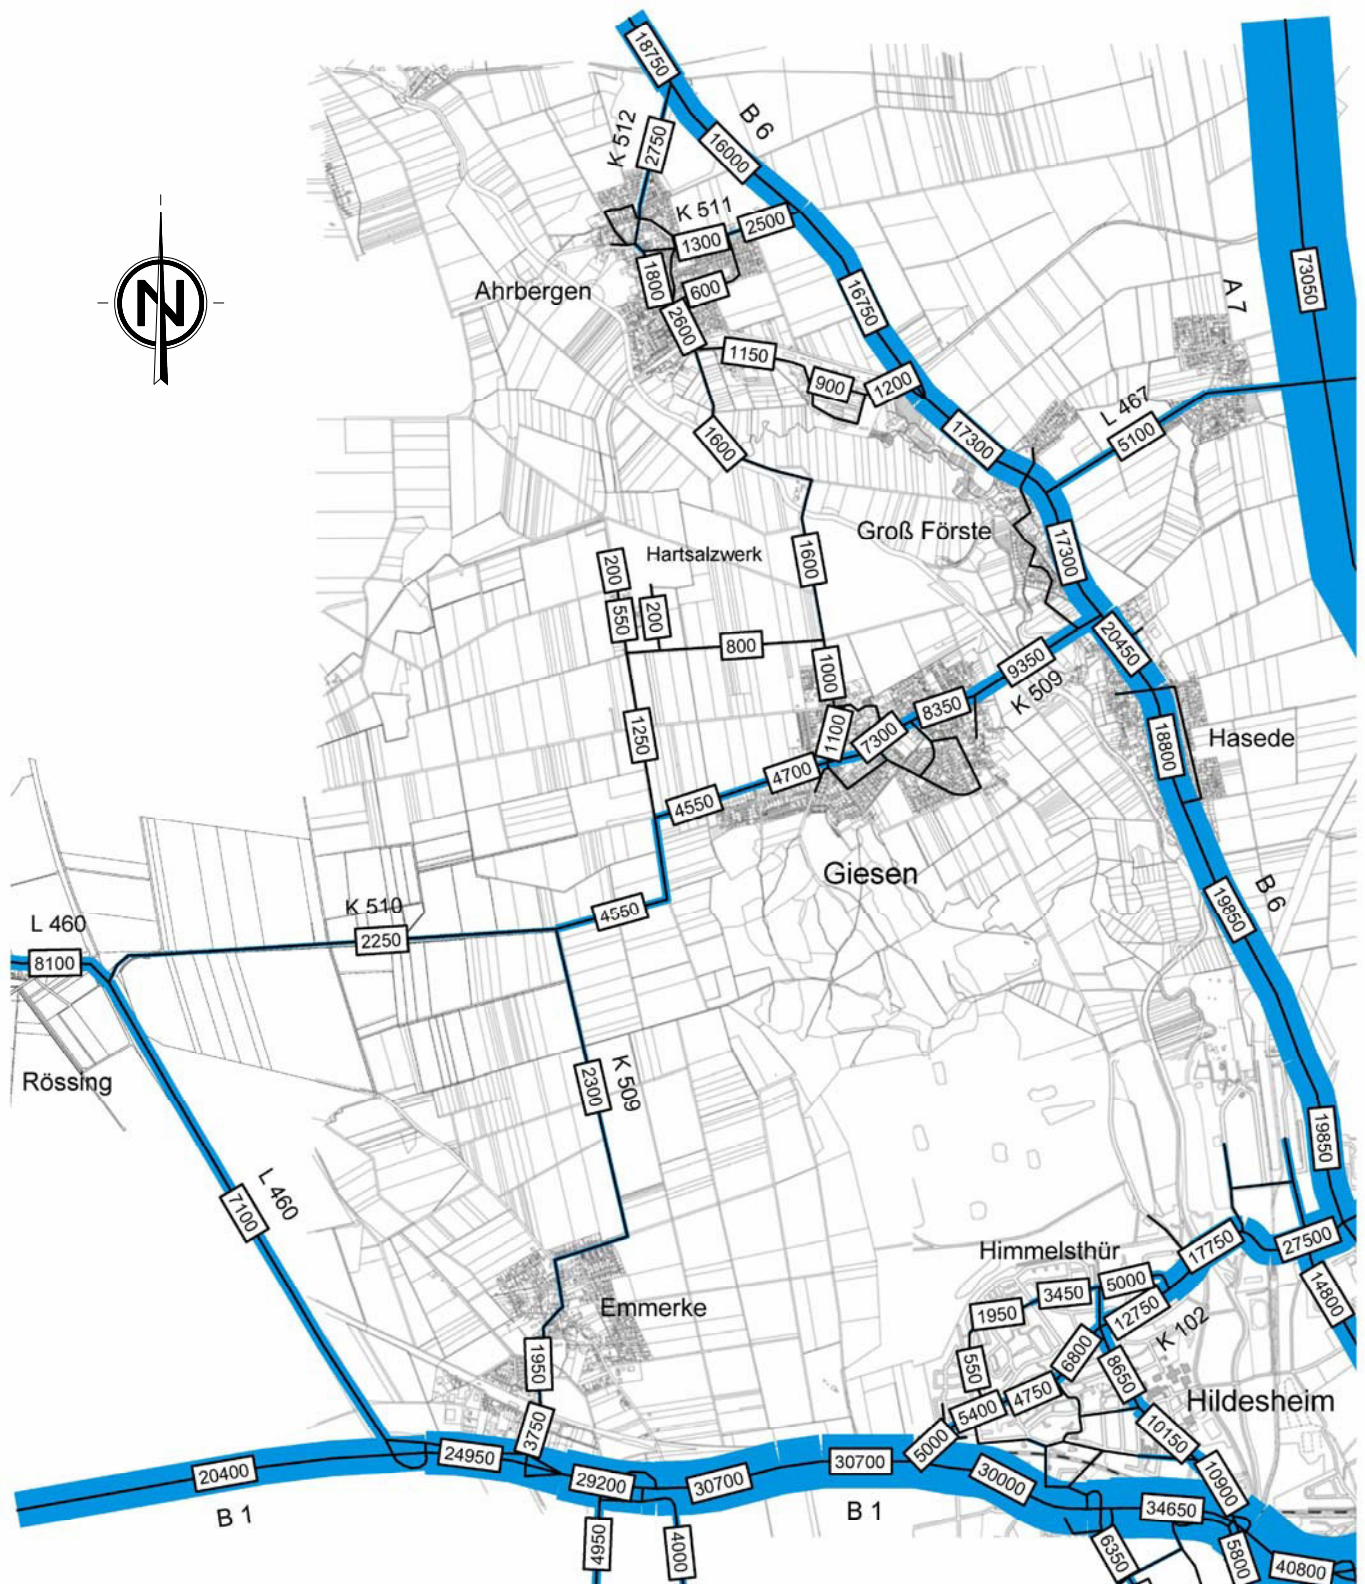 18750
B 6
K 512
2750
16000
K 511
2500
1300
N
Ahrbergen
1800
600
16750
73050
A 7
2600
1150
900
1200
L 467
5100
17300
1600
Groß Förste
17300
Hartsalzwerk
200
1600
550
200
800
20450
9350
1000
K 509
8350
1250
1100
7300
18800
Hasede
4700
4550
Giesen
B 6
19850
K 510
4550
L 460
2250
8100
Rössing
2300
K 509
19850
L 460
7100
Himmelsthür
17750
27500
5000
3450
14800
1950
12750
K 102
Emmerke
6800
550
8650
1950
4750
5400
Hildesheim
3750
5000
10150
24950
30700
20400
29200
30700
30000
10900
B 1
B 1
34650
4950
4000
6350
5800
40800